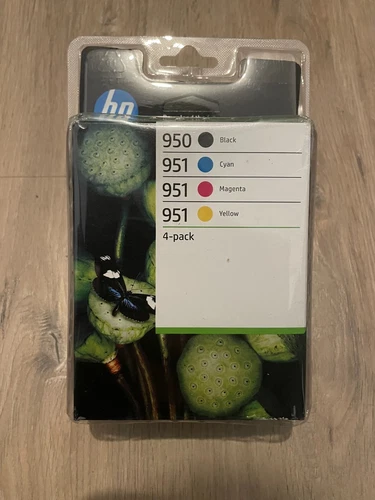 hp
950 Black
951 Cyan
951 Magenta
951 Yellow
4-pack